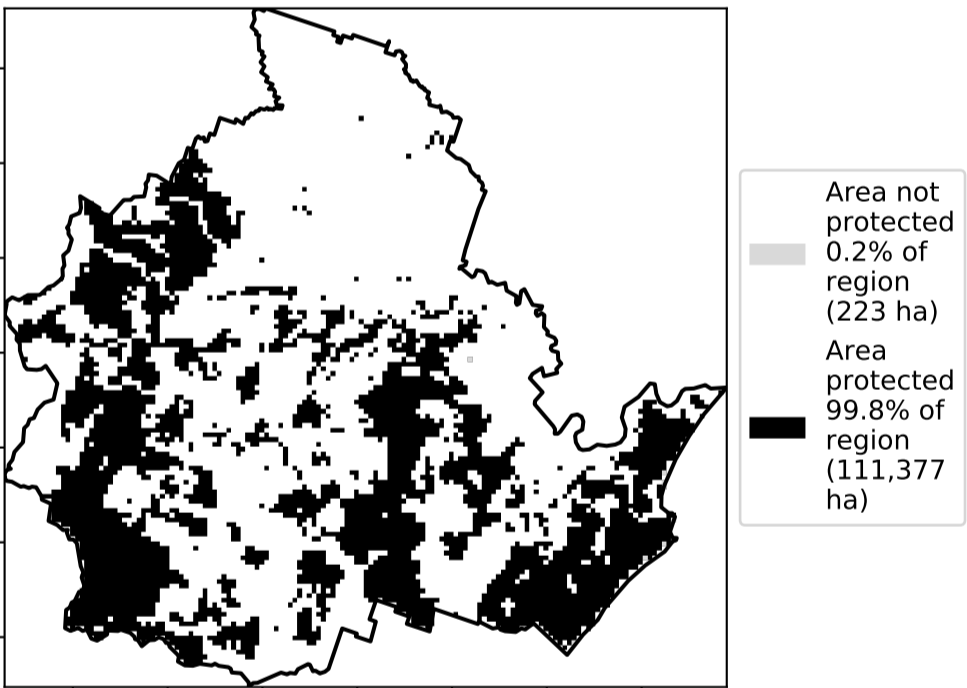 Area not
protected
0.2% of
region
(223 ha)
Area
protected
99.8% of
region
(111,377
ha)